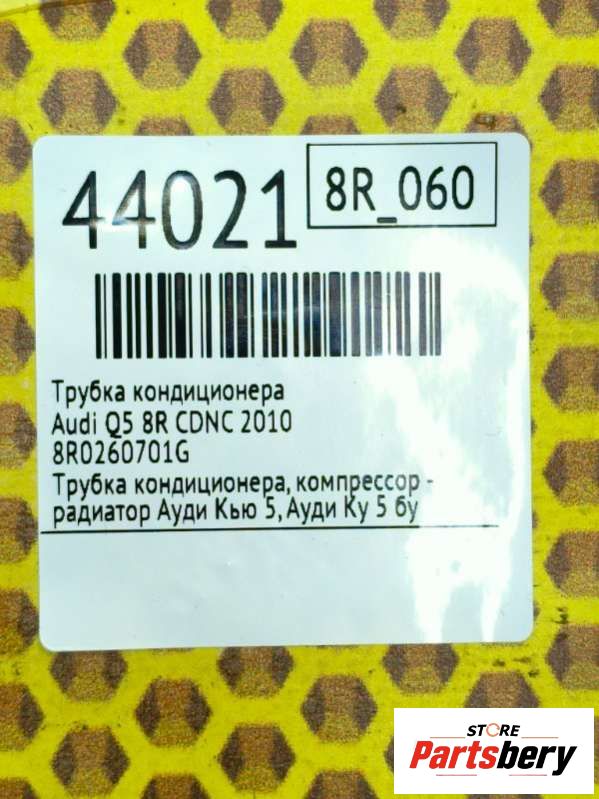 44021
8R_060
Трубка кондиционера
Audi Q5 8R CDNC 2010
8R0260701G
Трубка кондиционера, компрессор -
радиатор Ауди Кью 5, Ауди Ку 5 бу
STORE
Partsbery